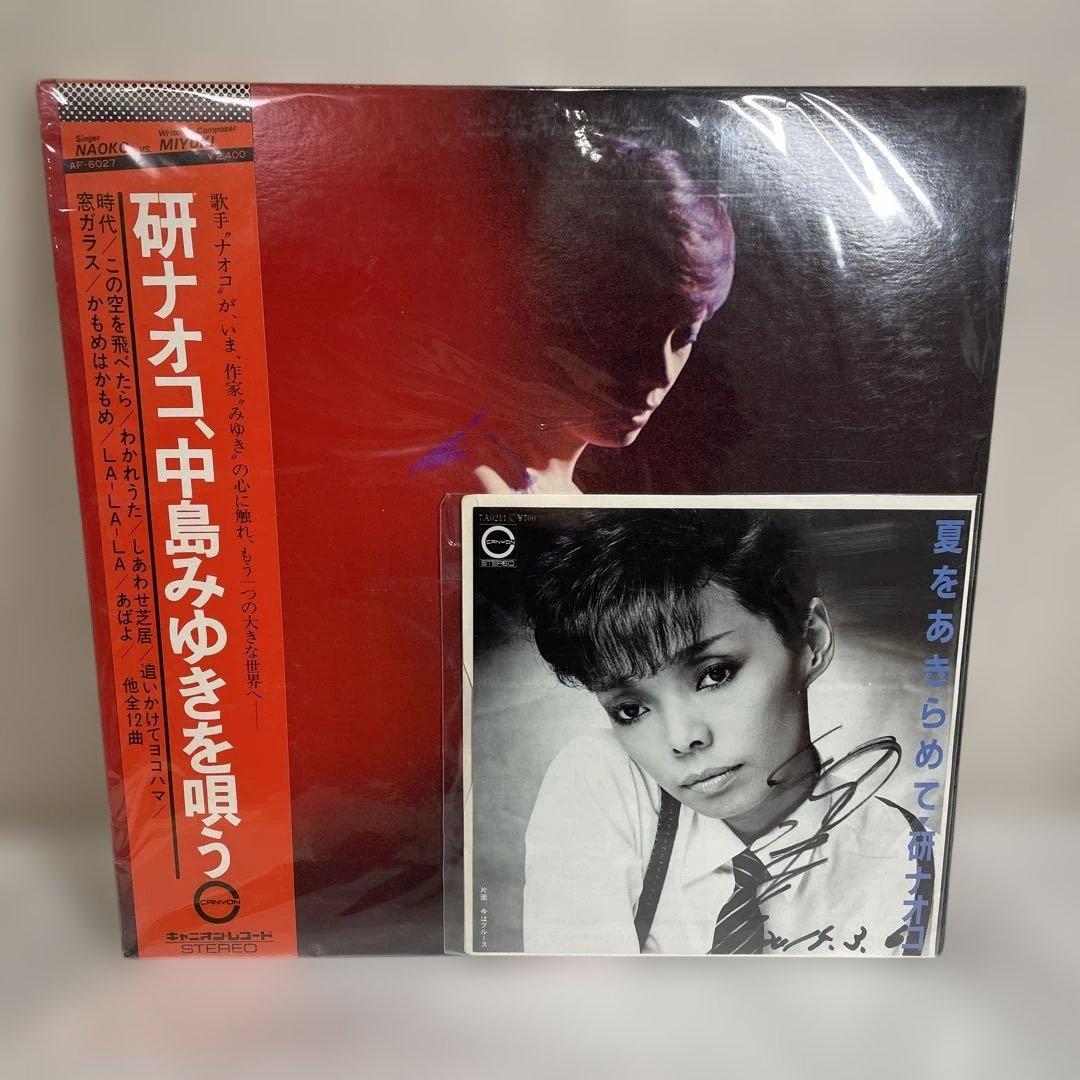 Singer
NAOKO vs.
Writer & Composer
MIYUKI
AF-6027
¥2,400
歌手“ナオコ”が、いま、作家“みゆき”の心に触れ、もう一つの大きな世界へ――
研ナオコ、中島みゆきを唄う
時代/この空を飛べたら/わかれうた/しあわせ芝居/追いかけてヨコハマ/
窓ガラス/かもめはかもめ/LA-LA-LA/あばよ/他全12曲
CANYON
キャニオン・レコード
STEREO
7A0211 ¥700
CANYON
STEREO
夏をあきらめて・研ナオコ
片面 今はブルース